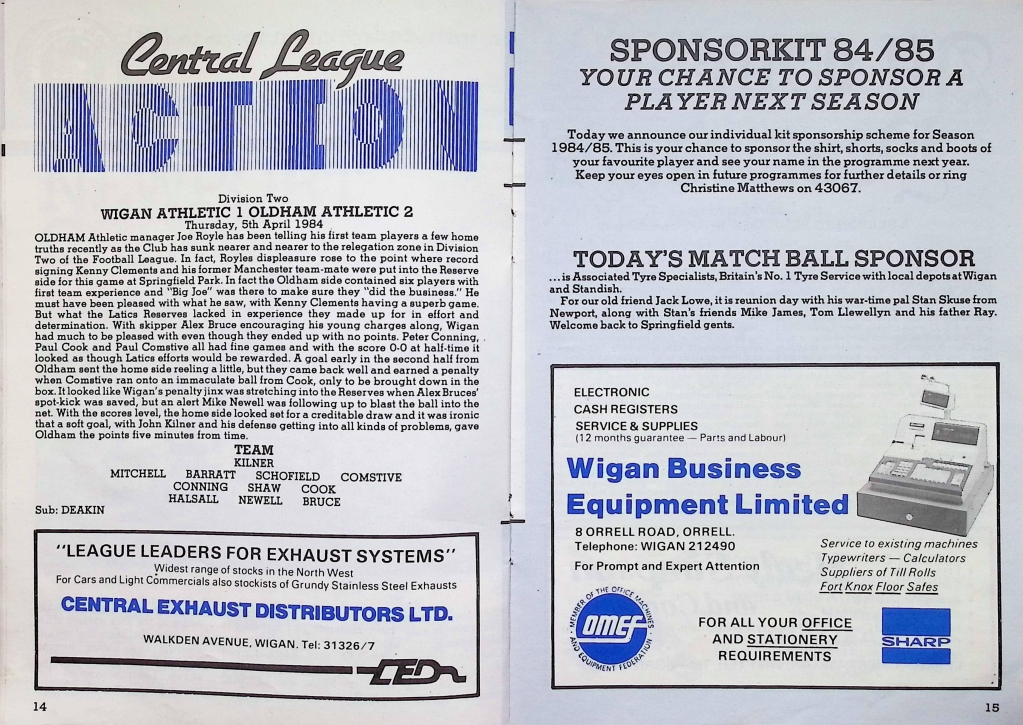 Central League
ACTION
Division Two
WIGAN ATHLETIC 1 OLDHAM ATHLETIC 2
Thursday, 5th April 1984
OLDHAM Athletic manager Joe Royle has been telling his first team players a few home
truths recently as the Club has sunk nearer and nearer to the relegation zone in Division
Two of the Football League. In fact, Royles displeasure rose to the point where record
signing Kenny Clements and his former Manchester team-mate were put into the Reserve
side for this game at Springfield Park. In fact the Oldham side contained six players with
first team experience and "Big Joe" was there to make sure they "did the business." He
must have been pleased with what he saw, with Kenny Clements having a superb game.
But what the Latics Reserves lacked in experience they made up for in effort and
determination. With skipper Alex Bruce encouraging his young charges along, Wigan
had much to be pleased with even though they ended up with no points. Peter Conning,
Paul Cook and Paul Comstive all had fine games and with the score 0-0 at half-time it
looked as though Latics efforts would be rewarded. A goal early in the second half from
Oldham sent the home side reeling a little, but they came back well and earned a penalty
when Comstive ran onto an immaculate ball from Cook, only to be brought down in the
box. It looked like Wigan's penalty jinx was stretching into the Reserves when Alex Bruces'
spot-kick was saved, but an alert Mike Newell was following up to blast the ball into the
net. With the scores level, the home side looked set for a creditable draw and it was ironic
that a soft goal, with John Kilner and his defense getting into all kinds of problems, gave
Oldham the points five minutes from time.
TEAM
KILNER
MITCHELL BARRATT SCHOFIELD COMSTIVE
CONNING SHAW COOK
HALSALL NEWELL BRUCE
Sub: DEAKIN
"LEAGUE LEADERS FOR EXHAUST SYSTEMS"
Widest range of stocks in the North West
For Cars and Light Commercials also stockists of Grundy Stainless Steel Exhausts
CENTRAL EXHAUST DISTRIBUTORS LTD.
WALKDEN AVENUE, WIGAN. Tel: 31326/7
CED
14
SPONSORKIT 84/85
YOUR CHANCE TO SPONSOR A
PLAYER NEXT SEASON
Today we announce our individual kit sponsorship scheme for Season
1984/85. This is your chance to sponsor the shirt, shorts, socks and boots of
your favourite player and see your name in the programme next year.
Keep your eyes open in future programmes for further details or ring
Christine Matthews on 43067.
TODAY'S MATCH BALL SPONSOR
...is Associated Tyre Specialists, Britain's No. 1 Tyre Service with local depots at Wigan
and Standish.
For our old friend Jack Lowe, it is reunion day with his war-time pal Stan Skuse from
Newport, along with Stan's friends Mike James, Tom Llewellyn and his father Ray.
Welcome back to Springfield gents.
ELECTRONIC
CASH REGISTERS
SERVICE & SUPPLIES
(12 months guarantee — Parts and Labour)
Wigan Business
Equipment Limited
8 ORRELL ROAD, ORRELL.
Telephone: WIGAN 212490
For Prompt and Expert Attention
Service to existing machines
Typewriters — Calculators
Suppliers of Till Rolls
Fort Knox Floor Safes
MEMBER OF THE OFFICE MACHINES
omef
AND EQUIPMENT FEDERATION
FOR ALL YOUR OFFICE
AND STATIONERY
REQUIREMENTS
SHARP
15